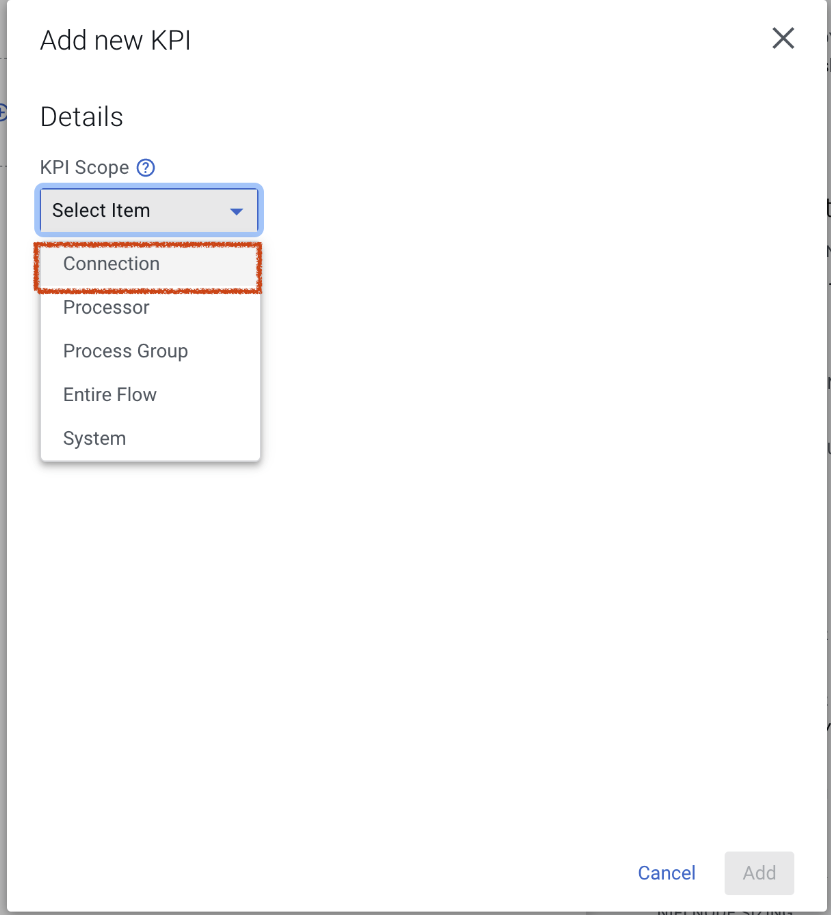 Add new KPI
Details
KPI Scope
Select Item
Connection
Processor
Process Group
Entire Flow
System
Cancel
Add